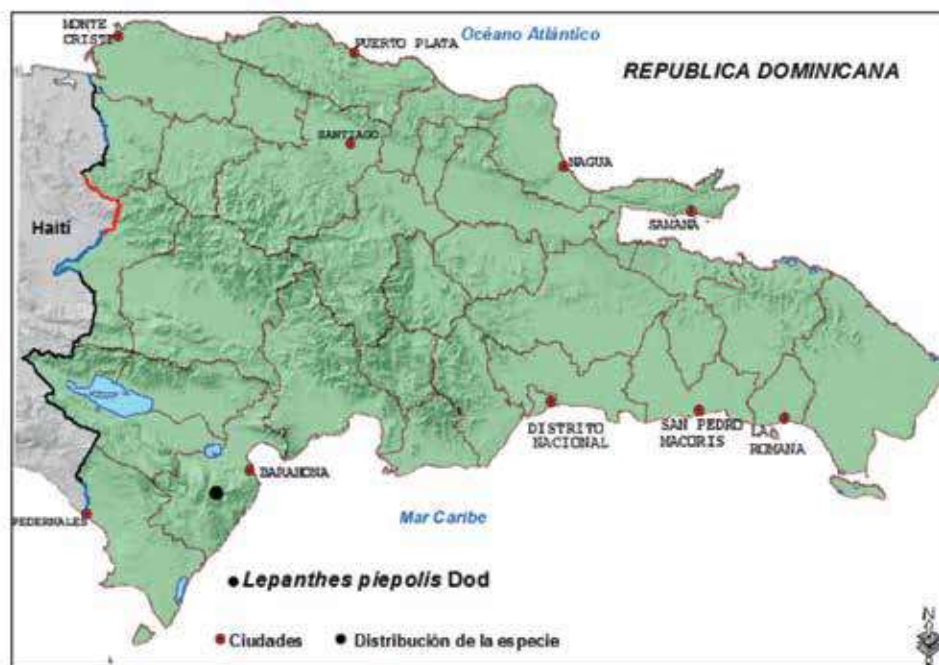 MONTE
CRISTI
Océano Atlántico
PUERTO PLATA
REPUBLICA DOMINICANA
SANTIAGO
NAGUA
SAMANA
Haití
DISTRITO
NACIONAL
SAN PEDRO
MACORIS
LA
ROMANA
BARAHONA
PEDERNALES
Mar Caribe
● Lepanthes piepolis Dod
● Ciudades ● Distribución de la especie
N